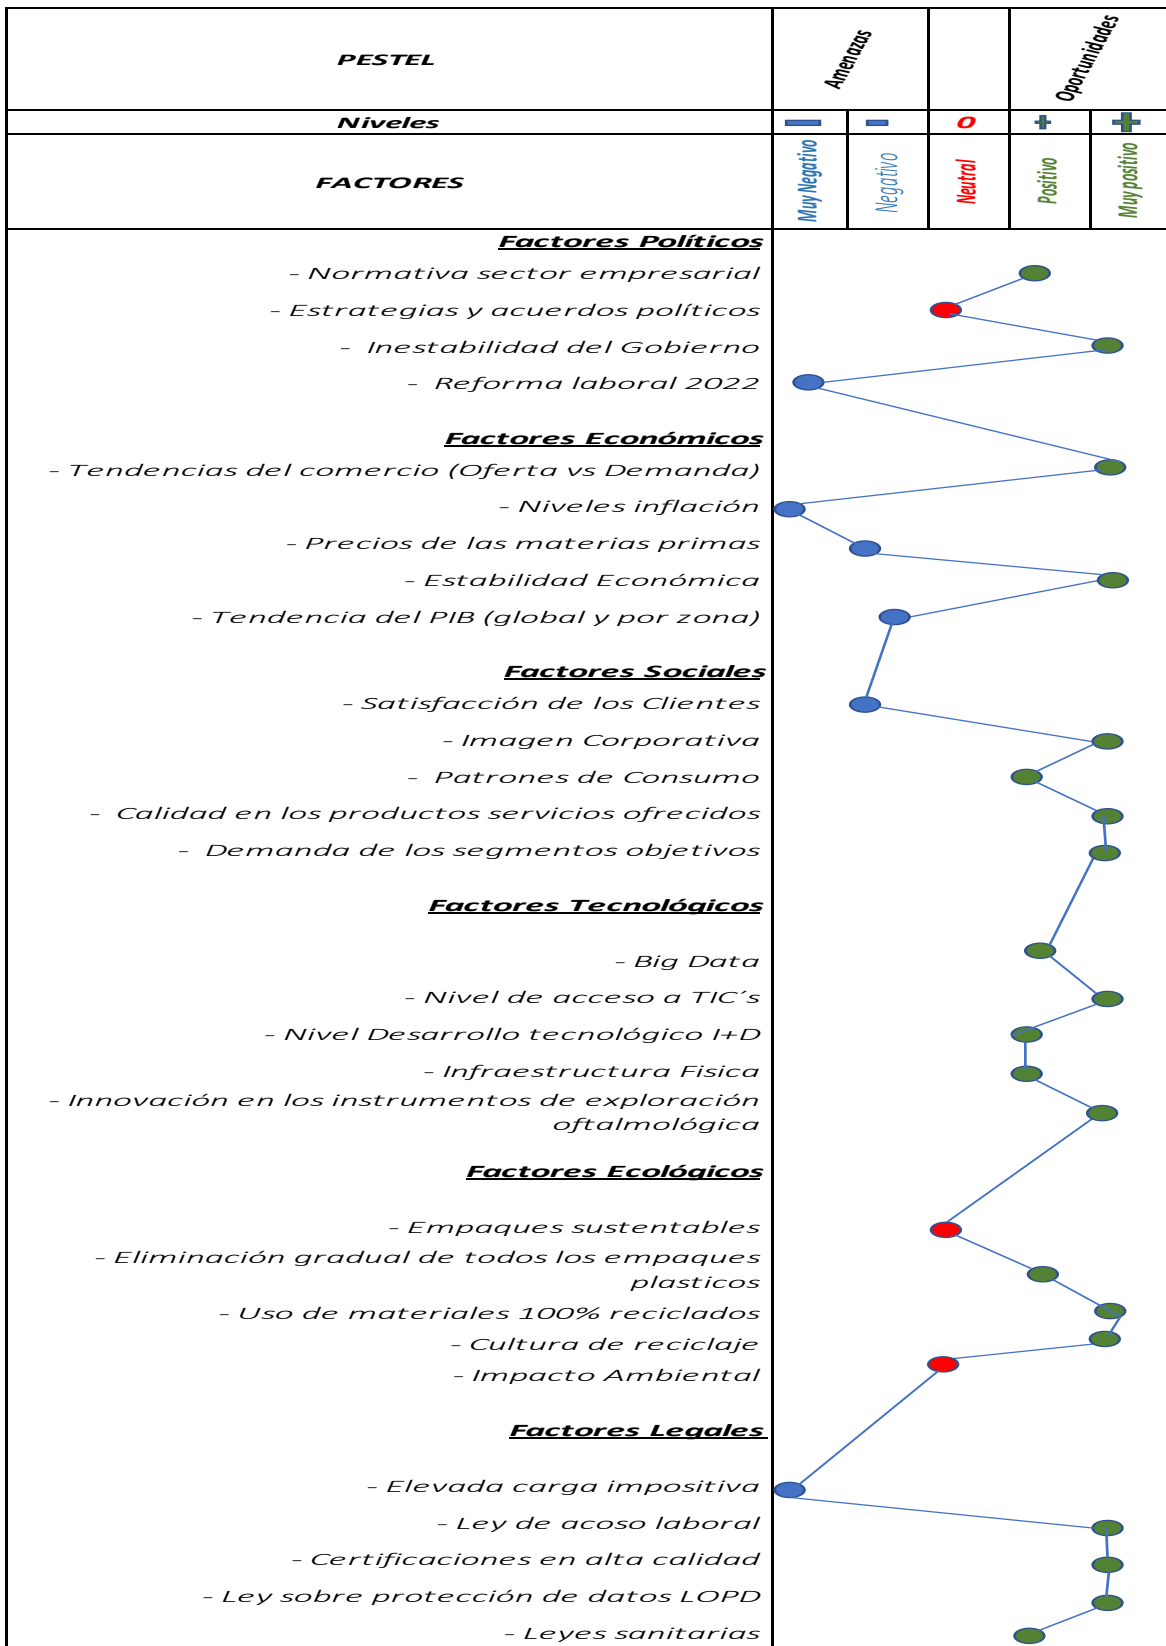 PESTEL
Amenazas
Oportunidades
Niveles
O
FACTORES
Muy Negativo
Negativo
Neutral
Positivo
Muy positivo
Factores Políticos
- Normativa sector empresarial
- Estrategias y acuerdos políticos
- Inestabilidad del Gobierno
- Reforma laboral 2022
Factores Económicos
- Tendencias del comercio (Oferta vs Demanda)
- Niveles inflación
- Precios de las materias primas
- Estabilidad Económica
- Tendencia del PIB (global y por zona)
Factores Sociales
- Satisfacción de los Clientes
- Imagen Corporativa
- Patrones de Consumo
- Calidad en los productos servicios ofrecidos
- Demanda de los segmentos objetivos
Factores Tecnológicos
- Big Data
- Nivel de acceso a TIC´s
- Nivel Desarrollo tecnológico I+D
- Infraestructura Fisica
- Innovación en los instrumentos de exploración
oftalmológica
Factores Ecológicos
- Empaques sustentables
- Eliminación gradual de todos los empaques
plasticos
- Uso de materiales 100% reciclados
- Cultura de reciclaje
- Impacto Ambiental
Factores Legales
- Elevada carga impositiva
- Ley de acoso laboral
- Certificaciones en alta calidad
- Ley sobre protección de datos LOPD
- Leyes sanitarias